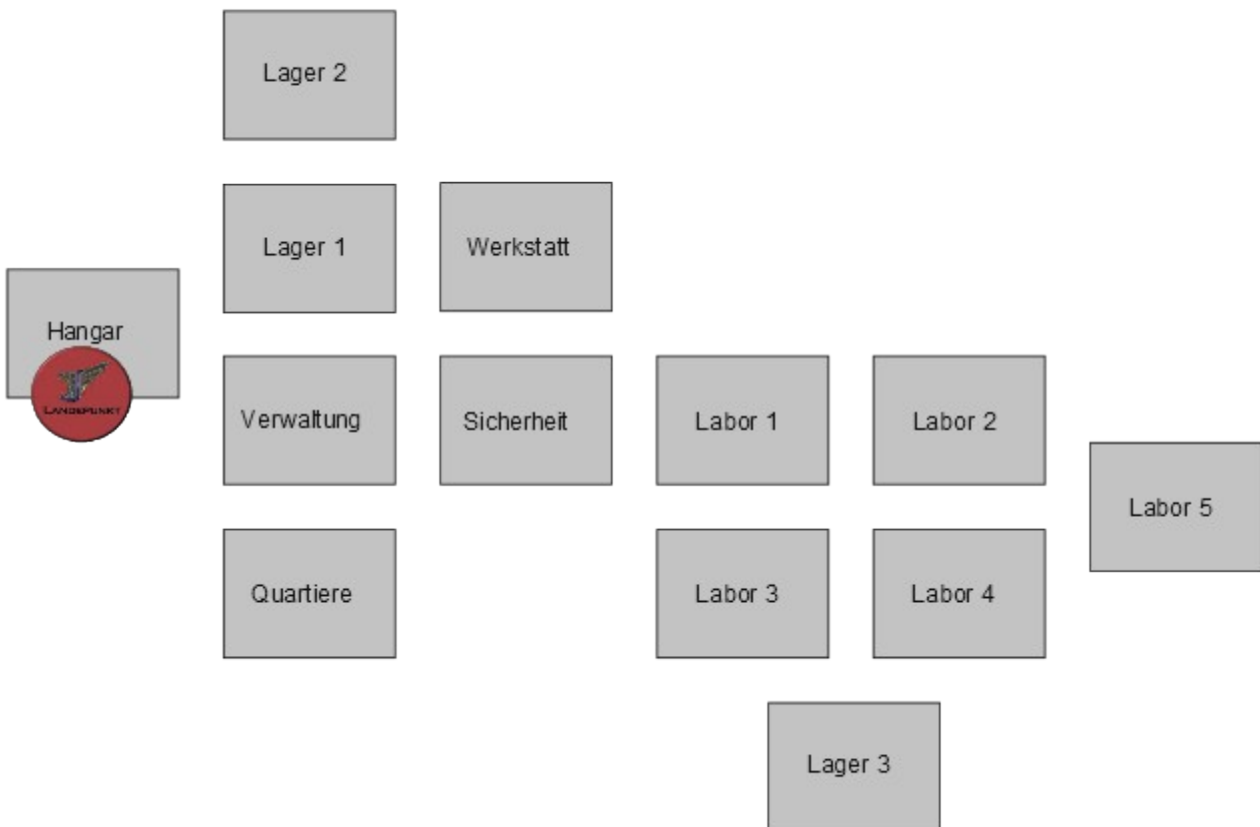 Lager 2
Lager 1
Werkstatt
Hangar
LANDEPUNKT
Verwaltung
Sicherheit
Labor 1
Labor 2
Labor 5
Quartiere
Labor 3
Labor 4
Lager 3